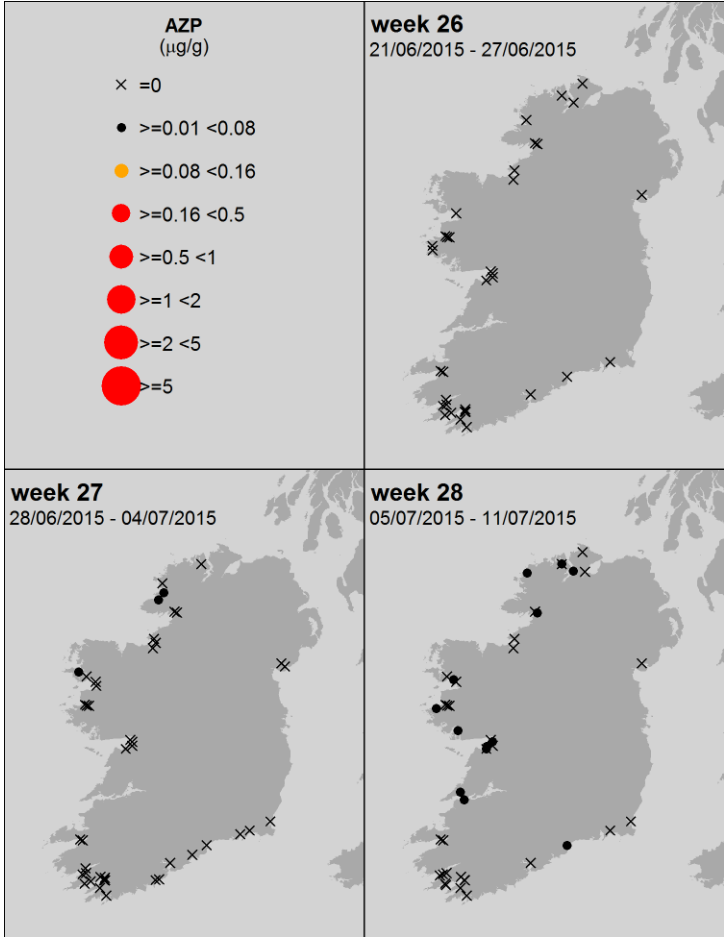 AZP
(μg/g)
=0
>=0.01 <0.08
>=0.08 <0.16
>=0.16 <0.5
>=0.5 <1
>=1 <2
>=2 <5
>=5
week 26
21/06/2015 - 27/06/2015
week 27
28/06/2015 - 04/07/2015
week 28
05/07/2015 - 11/07/2015